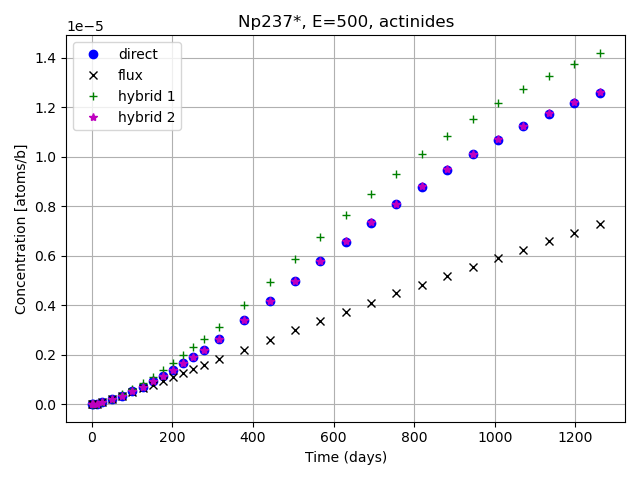 Np237*, E=500, actinides
1e−5
direct
flux
hybrid 1
hybrid 2
Concentration [atoms/b]
1.4
1.2
1.0
0.8
0.6
0.4
0.2
0.0
0 200 400 600 800 1000 1200
Time (days)